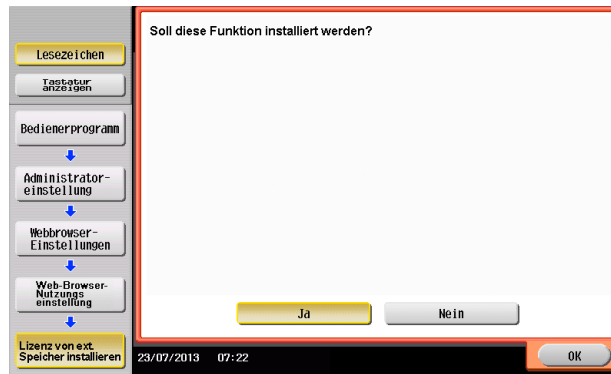 Soll diese Funktion installiert werden?
Lesezeichen
Tastatur
anzeigen
Bedienerprogramm
Administrator-
einstellung
Webbrowser-
Einstellungen
Web-Browser-
Nutzungs
einstellung
Lizenz von ext.
Speicher installieren
Ja
Nein
23/07/2013 07:22
OK